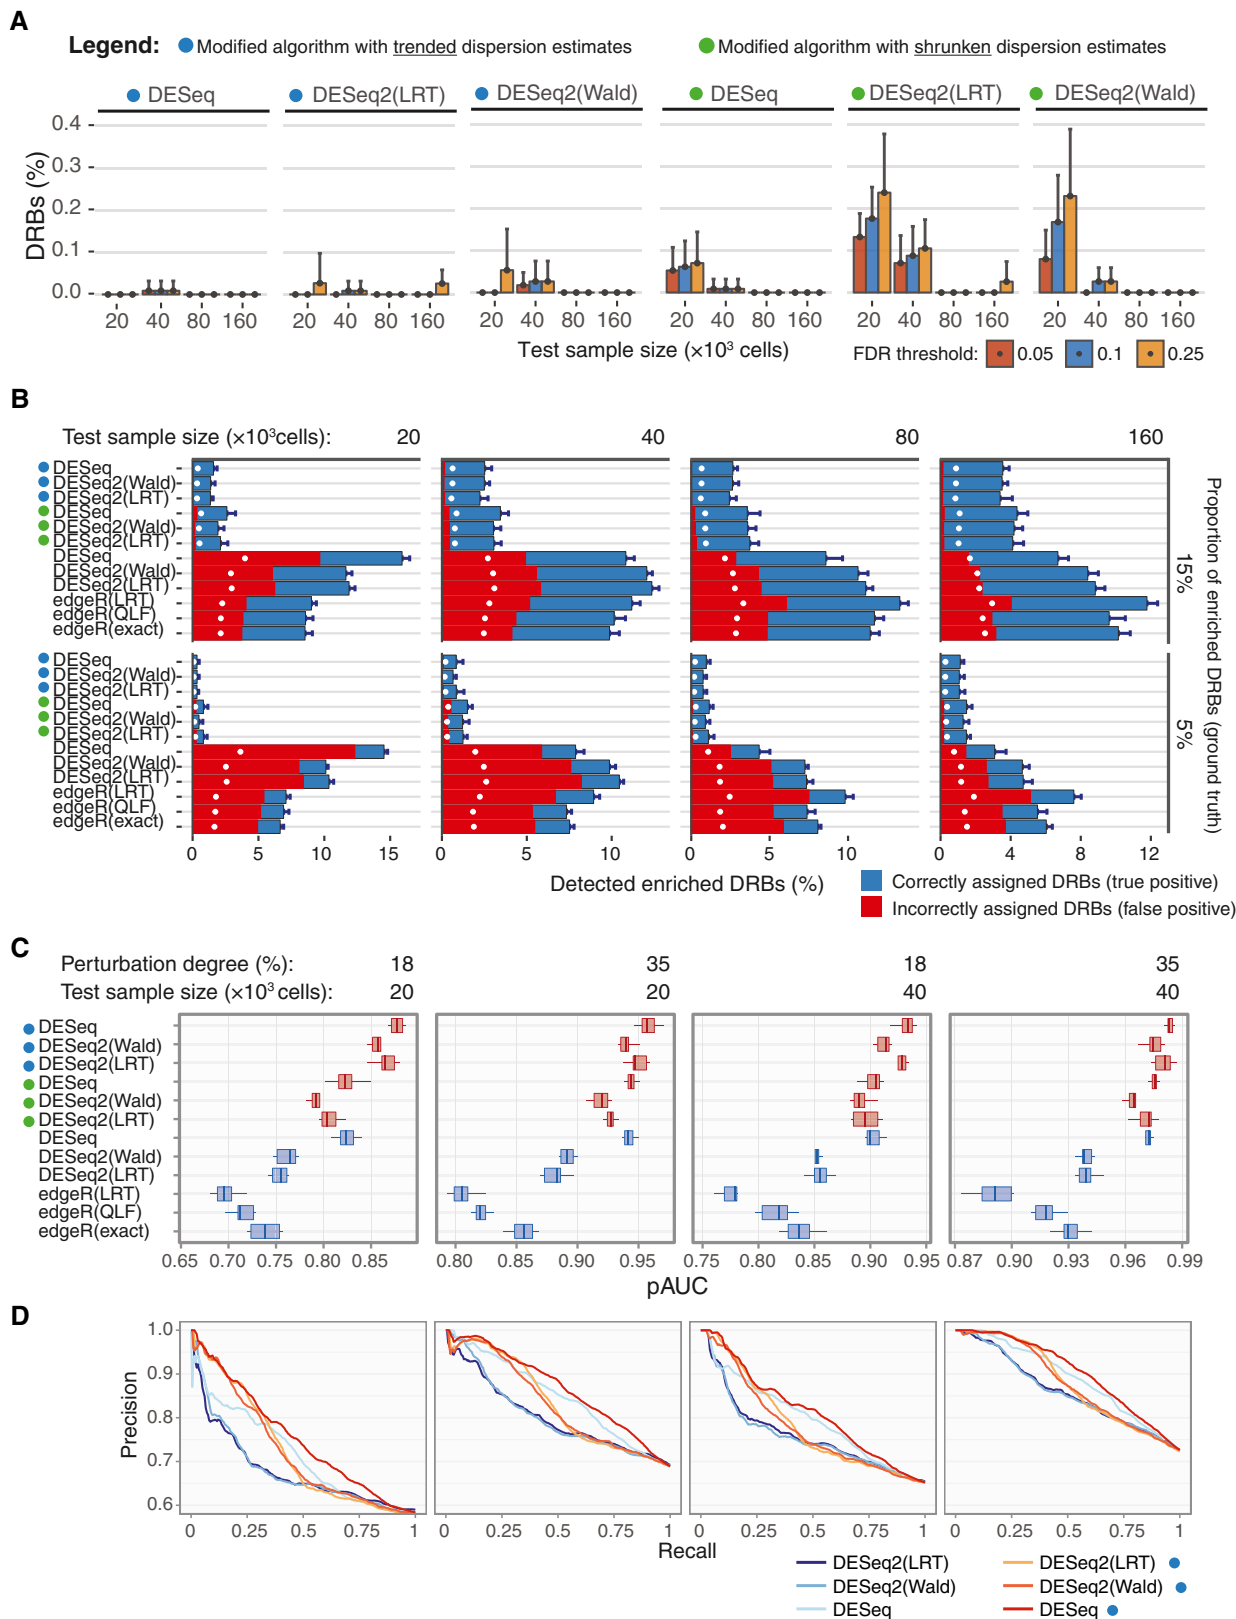 A
Legend: Modified algorithm with trended dispersion estimates Modified algorithm with shrunken dispersion estimates
DESeq DESeq2(LRT) DESeq2(Wald) DESeq DESeq2(LRT) DESeq2(Wald)
DRBs (%)
0.4
0.3
0.2
0.1
0.0
20 40 80 160 20 40 80 160 20 40 80 160 20 40 80 160 20 40 80 160 20 40 80 160
Test sample size (×10³ cells)
FDR threshold: 0.05 0.1 0.25
B
Test sample size (×10³cells): 20 40 80 160
DESeq
DESeq2(Wald)
DESeq2(LRT)
DESeq
DESeq2(Wald)
DESeq2(LRT)
DESeq
DESeq2(Wald)
DESeq2(LRT)
edgeR(LRT)
edgeR(QLF)
edgeR(exact)
15%
DESeq
DESeq2(Wald)
DESeq2(LRT)
DESeq
DESeq2(Wald)
DESeq2(LRT)
DESeq
DESeq2(Wald)
DESeq2(LRT)
edgeR(LRT)
edgeR(QLF)
edgeR(exact)
5%
Proportion of enriched DRBs (ground truth)
0 5 10 15 0 5 10 0 5 10 0 4 8 12
Detected enriched DRBs (%)
Correctly assigned DRBs (true positive)
Incorrectly assigned DRBs (false positive)
C
Perturbation degree (%): 18 35 18 35
Test sample size (×10³cells): 20 20 40 40
DESeq
DESeq2(Wald)
DESeq2(LRT)
DESeq
DESeq2(Wald)
DESeq2(LRT)
DESeq
DESeq2(Wald)
DESeq2(LRT)
edgeR(LRT)
edgeR(QLF)
edgeR(exact)
0.65 0.70 0.75 0.80 0.85 0.80 0.85 0.90 0.95 0.75 0.80 0.85 0.90 0.95 0.87 0.90 0.93 0.96 0.99
pAUC
D
Precision
1.0
0.9
0.8
0.7
0.6
0 0.25 0.5 0.75 1 0 0.25 0.5 0.75 1 0 0.25 0.5 0.75 1 0 0.25 0.5 0.75 1
Recall
DESeq2(LRT) DESeq2(LRT)
DESeq2(Wald) DESeq2(Wald)
DESeq DESeq